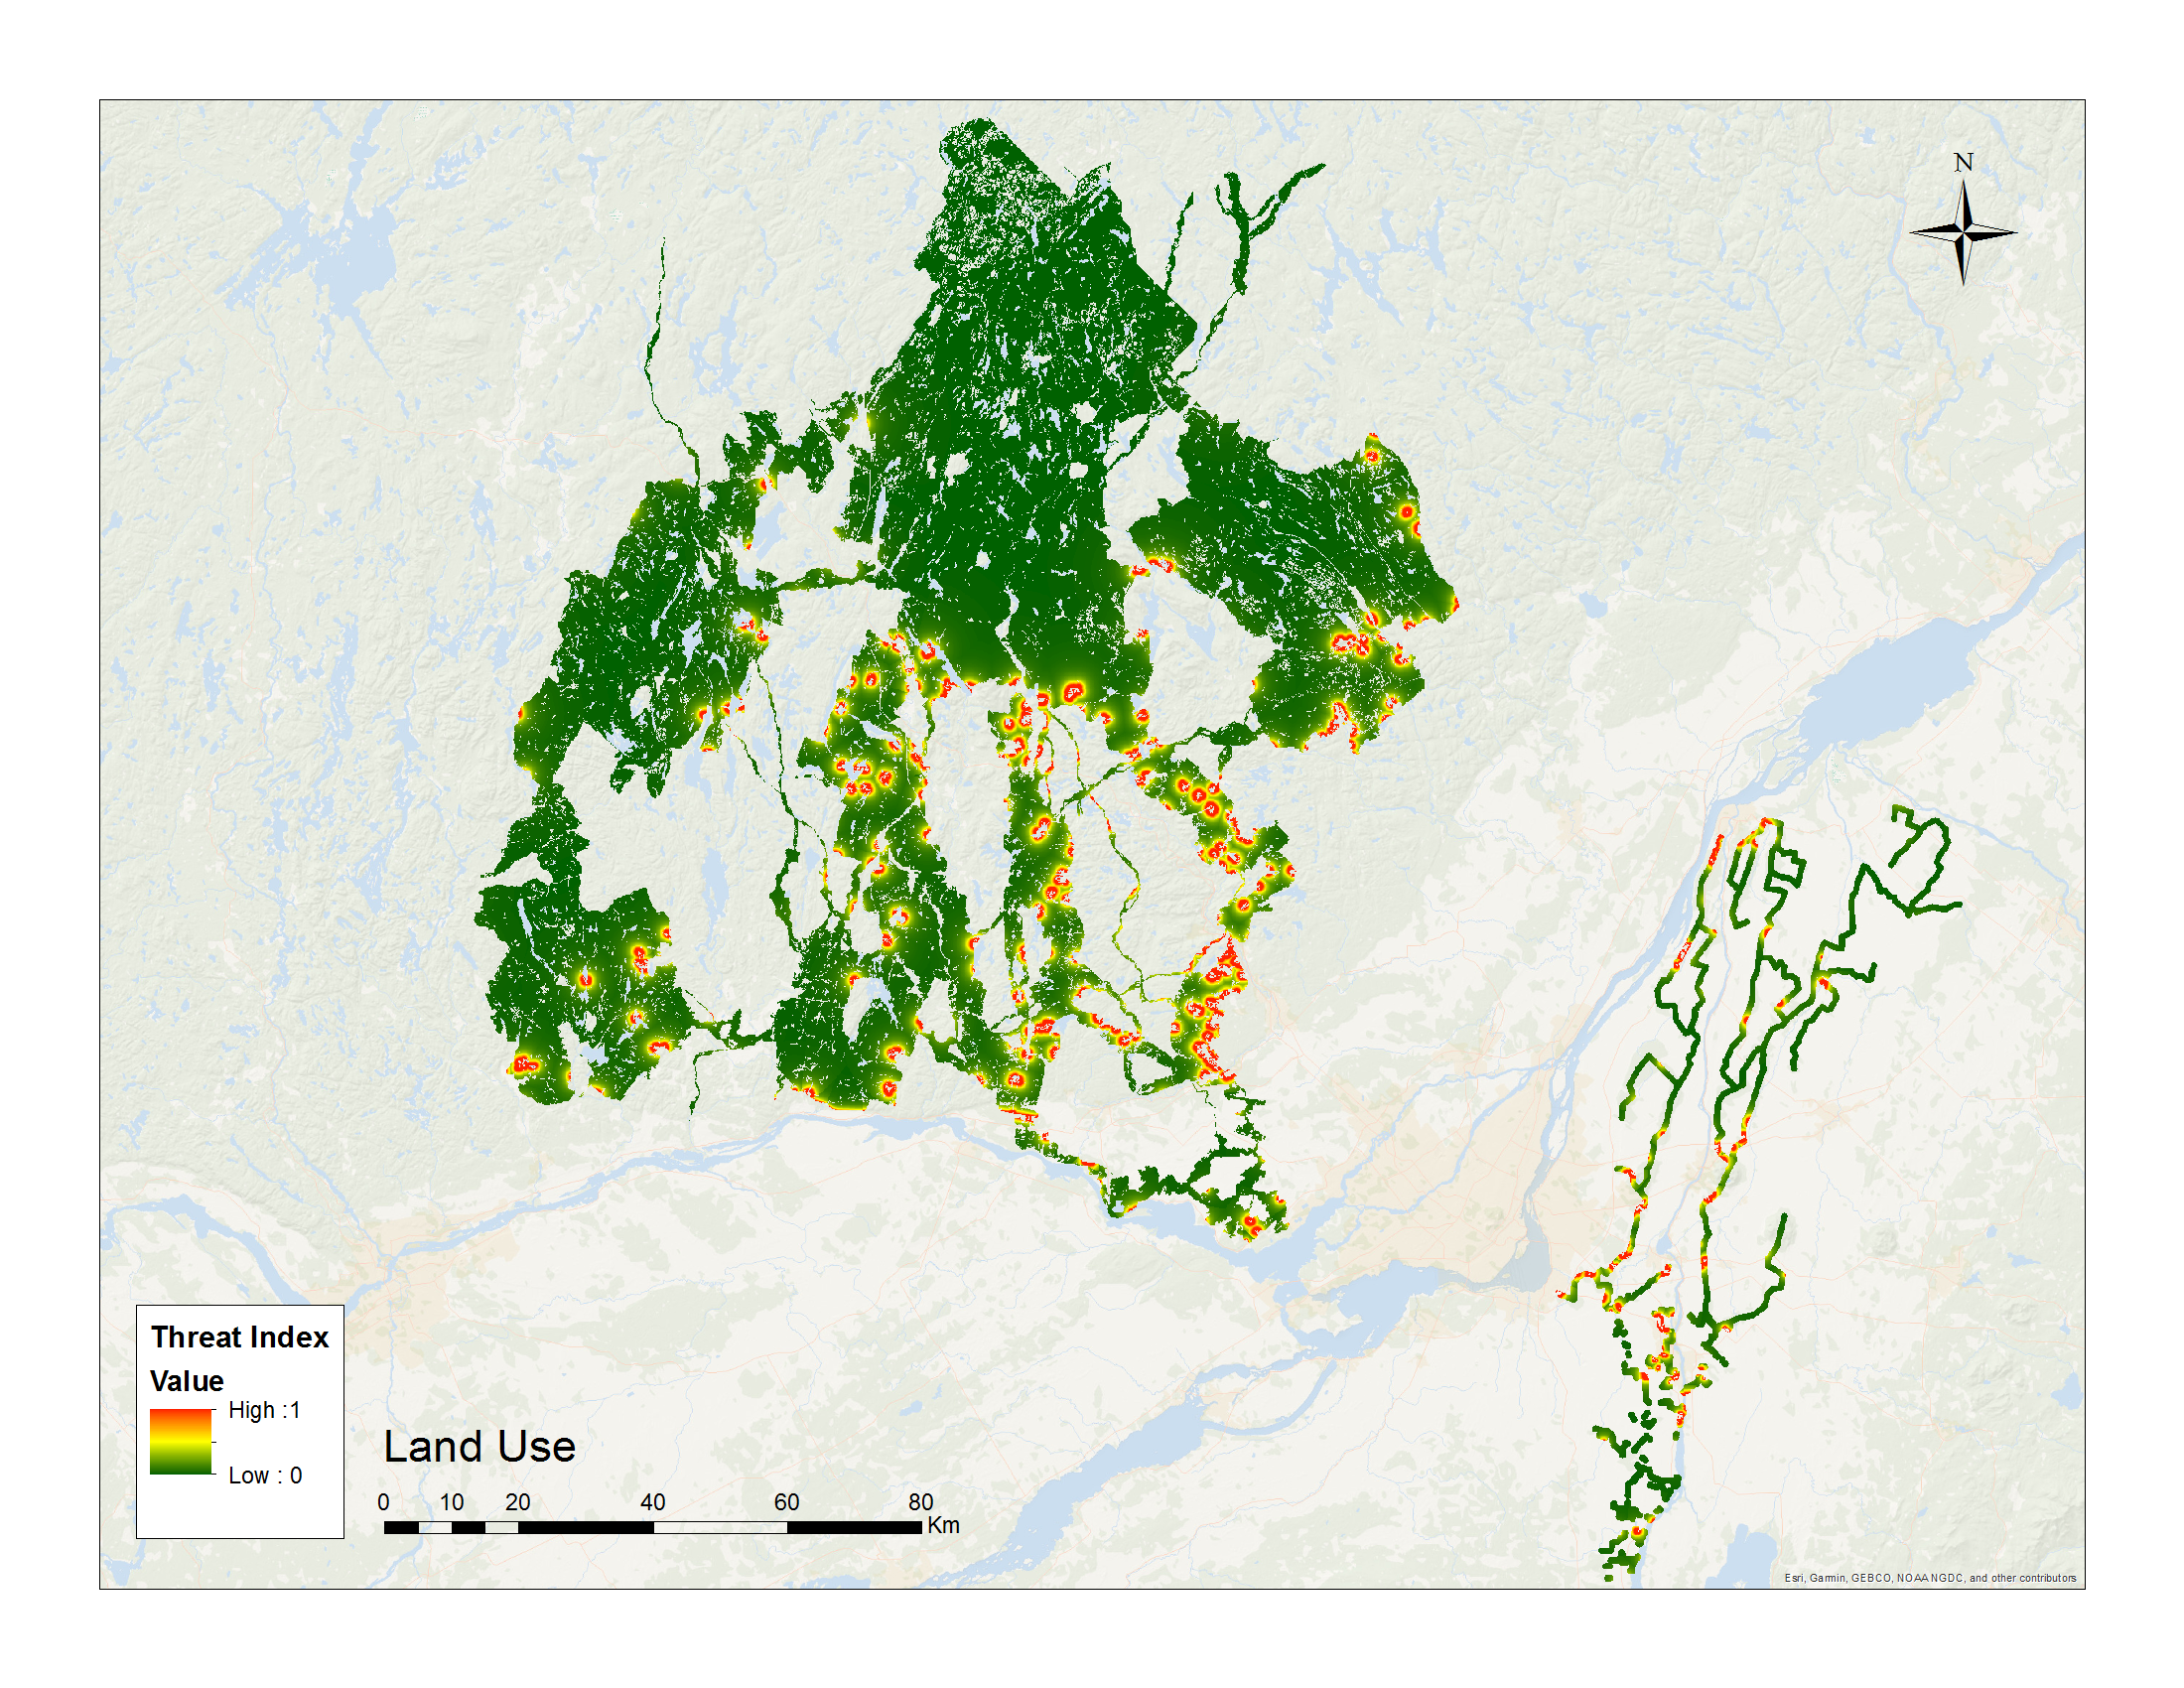 N
Threat Index
Value
High :1
Low : 0
Land Use
0 10 20 40 60 80
Km
Esri, Garmin, GEBCO, NOAA NGDC, and other contributors